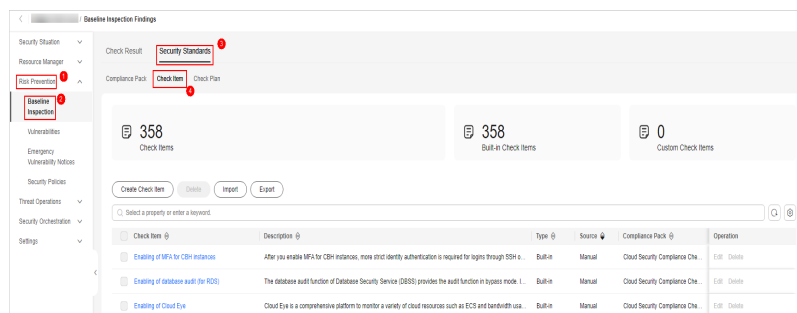 / Baseline Inspection Findings
Security Situation
Resource Manager
Risk Prevention
1
Baseline
Inspection
2
Vulnerabilities
Emergency
Vulnerability Notices
Security Policies
Threat Operations
Security Orchestration
Settings
Check Result Security Standards 3
Compliance Pack Check Item Check Plan
4
358
Check Items
358
Built-in Check Items
0
Custom Check Items
Create Check Item Delete Import Export
Select a property or enter a keyword.
Check Item Description Type Source Compliance Pack Operation
Enabling of MFA for CBH Instances After you enable MFA for CBH instances, more strict identity authentication is required for logins through SSH o... Built-in Manual Cloud Security Compliance Che... Edit Delete
Enabling of database audit (for RDS) The database audit function of Database Security Service (DBSS) provides the audit function in bypass mode. I... Built-in Manual Cloud Security Compliance Che... Edit Delete
Enabling of Cloud Eye Cloud Eye is a comprehensive platform to monitor a variety of cloud resources such as ECS and bandwidth usa... Built-in Manual Cloud Security Compliance Che... Edit Delete